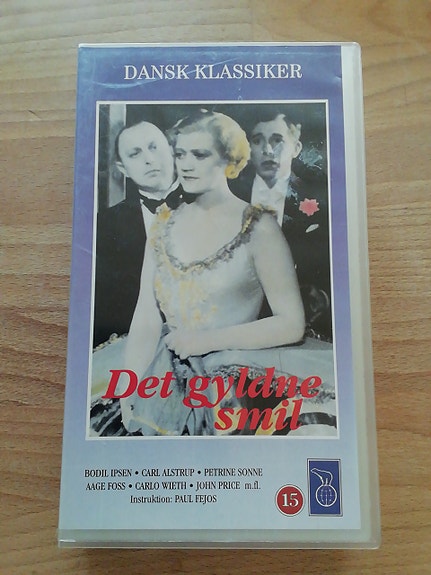 DANSK KLASSIKER
Det gyldne
smil
BODIL IPSEN • CARL ALSTRUP • PETRINE SONNE
AAGE FOSS • CARLO WIETH • JOHN PRICE m.fl.
Instruktion: PAUL FEJOS
15